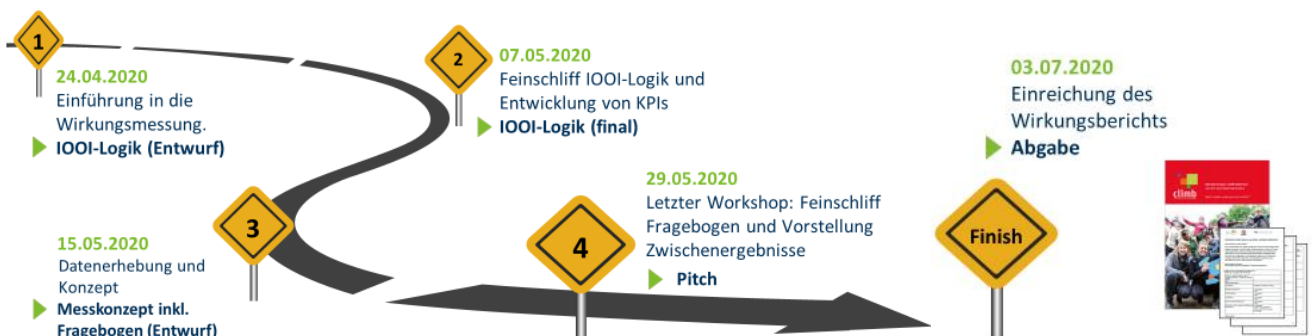 1
24.04.2020
Einführung in die
Wirkungsmessung.
IOOI-Logik (Entwurf)
2
07.05.2020
Feinschliff IOOI-Logik und
Entwicklung von KPIs
IOOI-Logik (final)
3
15.05.2020
Datenerhebung und
Konzept
Messkonzept inkl.
Fragebogen (Entwurf)
4
29.05.2020
Letzter Workshop: Feinschliff
Fragebogen und Vorstellung
Zwischenergebnisse
Pitch
03.07.2020
Einreichung des
Wirkungsberichts
Abgabe
Finish
climb